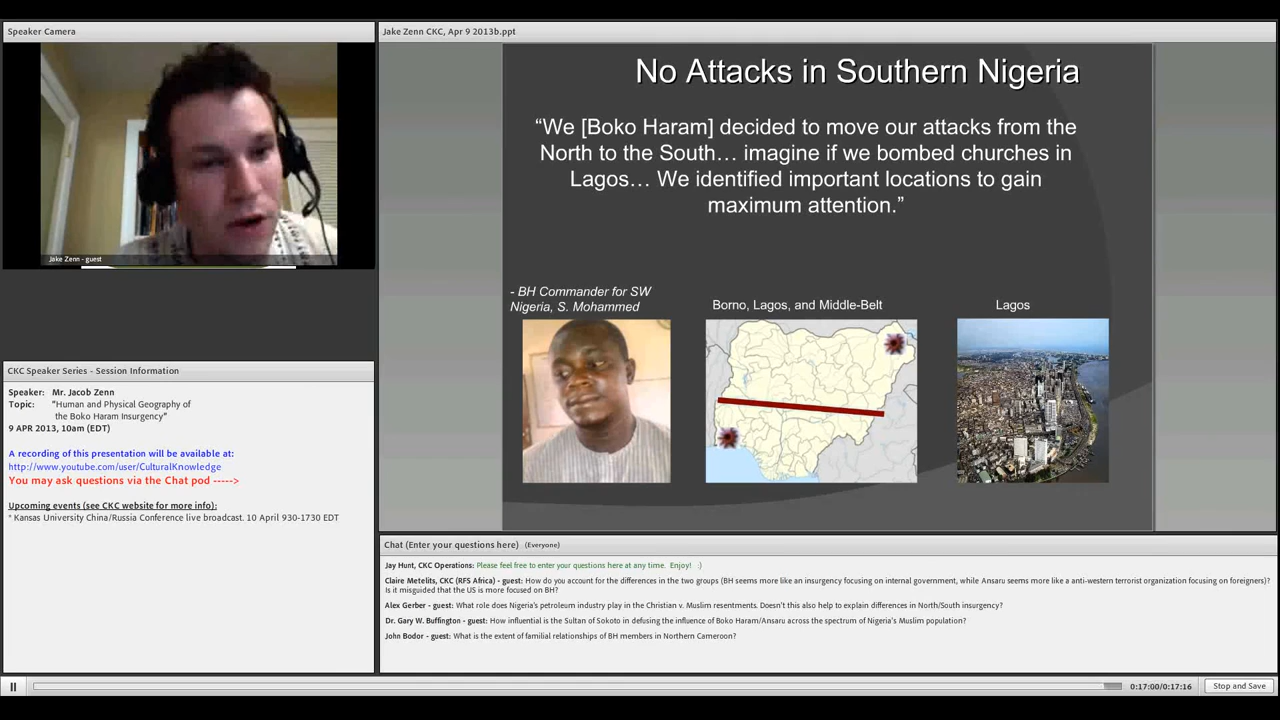 Speaker Camera
Jake Zenn - guest
Jake Zenn CKC, Apr 9 2013b.ppt
No Attacks in Southern Nigeria
“We [Boko Haram] decided to move our attacks from the
North to the South… imagine if we bombed churches in
Lagos… We identified important locations to gain
maximum attention.”
- BH Commander for SW
Nigeria, S. Mohammed
Borno, Lagos, and Middle-Belt
Lagos
CKC Speaker Series - Session Information
Speaker: Mr. Jacob Zenn
Topic: "Human and Physical Geography of
the Boko Haram Insurgency"
9 APR 2013, 10am (EDT)
A recording of this presentation will be available at:
http://www.youtube.com/user/CulturalKnowledge
You may ask questions via the Chat pod ----->
Upcoming events (see CKC website for more info):
* Kansas University China/Russia Conference live broadcast. 10 April 930-1730 EDT
Chat (Enter your questions here) (Everyone)
Jay Hunt, CKC Operations: Please feel free to enter your questions here at any time. Enjoy! :)
Claire Metelits, CKC (RFS Africa) - guest: How do you account for the differences in the two groups (BH seems more like an insurgency focusing on internal government, while Ansaru seems more like a anti-western terrorist organization focusing on foreigners)?
Is it misguided that the US is more focused on BH?
Alex Gerber - guest: What role does Nigeria's petroleum industry play in the Christian v. Muslim resentments. Doesn't this also help to explain differences in North/South insurgency?
Dr. Gary W. Buffington - guest: How influential is the Sultan of Sokoto in defusing the influence of Boko Haram/Ansaru across the spectrum of Nigeria's Muslim population?
John Bodor - guest: What is the extent of familial relationships of BH members in Northern Cameroon?
0:17:00/0:17:16
Stop and Save